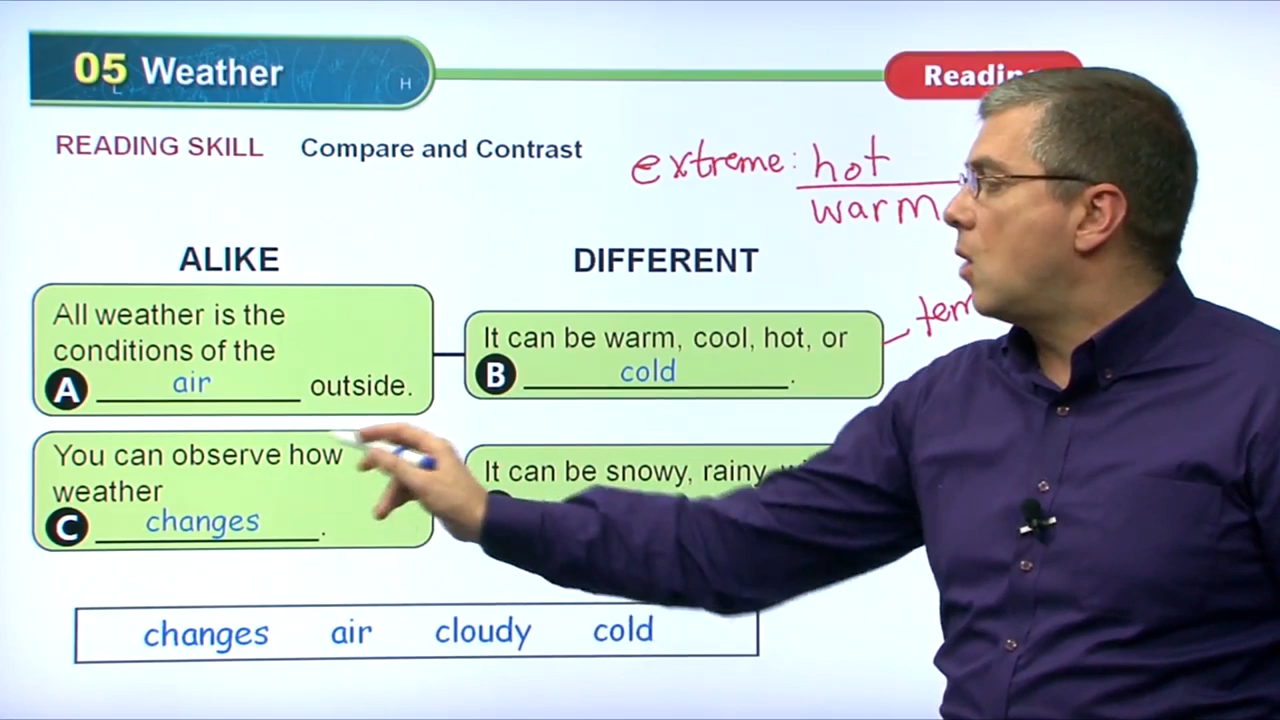 05 Weather
L
H
READING SKILL Compare and Contrast
extreme: hot
warm
ALIKE
DIFFERENT
All weather is the
conditions of the
A air outside.
It can be warm, cool, hot, or
B cold.
You can observe how
weather
C changes.
It can be snowy, rainy,
changes air cloudy cold